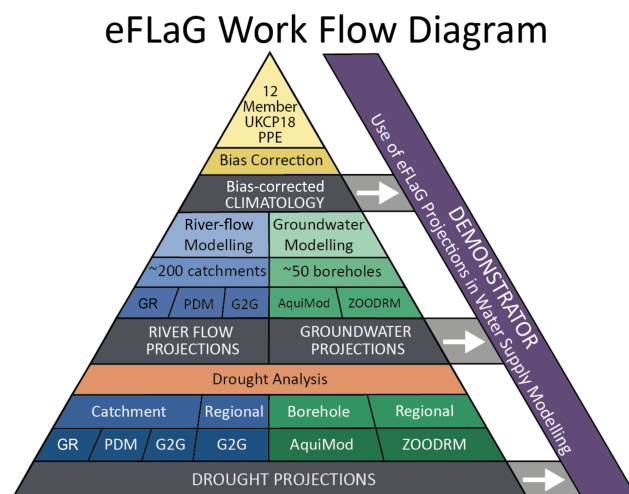 eFLaG Work Flow Diagram
12
Member
UKCP18
PPE
Bias Correction
Bias-corrected
CLIMATOLOGY
River-flow
Modelling
Groundwater
Modelling
~200 catchments
~50 boreholes
GR
PDM
G2G
AquiMod
ZOODRM
RIVER FLOW
PROJECTIONS
GROUNDWATER
PROJECTIONS
Drought Analysis
Catchment
Regional
Borehole
Regional
GR
PDM
G2G
G2G
AquiMod
ZOODRM
DROUGHT PROJECTIONS
DEMONSTRATOR
Use of eFLaG Projections in Water Supply Modelling